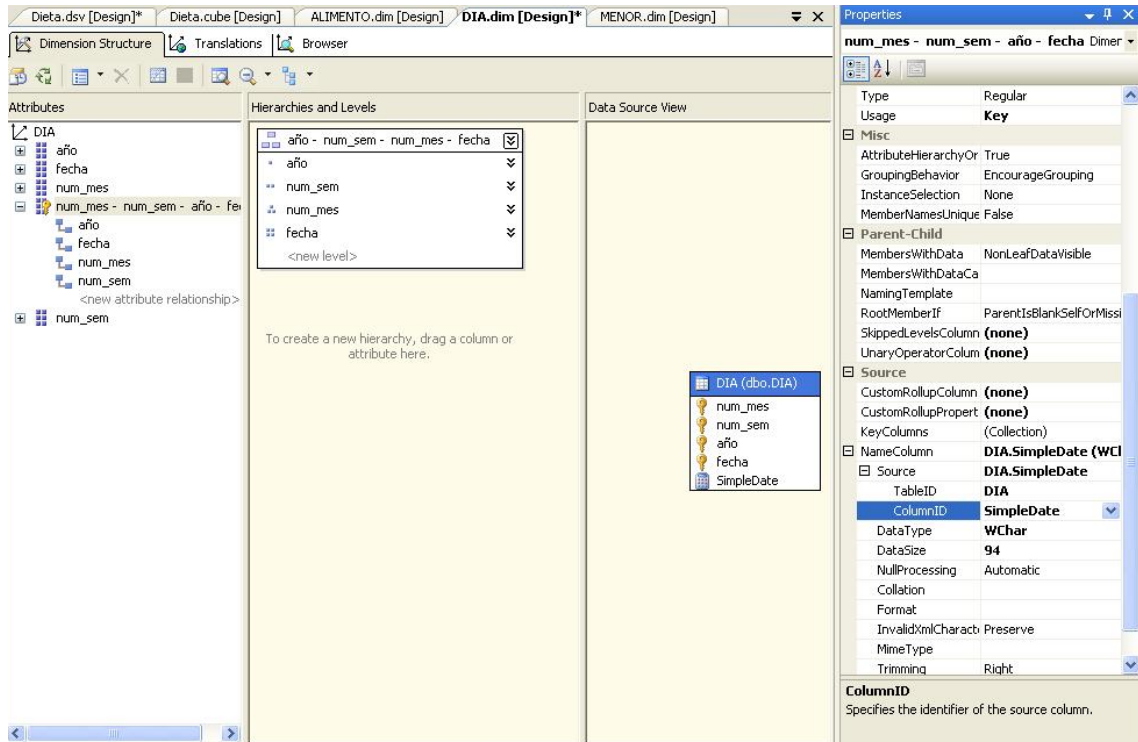 Dieta.dsv [Design]* Dieta.cube [Design] ALIMENTO.dim [Design] DIA.dim [Design]* MENOR.dim [Design]
Dimension Structure Translations Browser
Attributes
DIA
año
fecha
num_mes
num_mes - num_sem - año - fe
año
fecha
num_mes
num_sem
<new attribute relationship>
num_sem
Hierarchies and Levels
año - num_sem - num_mes - fecha
año
num_sem
num_mes
fecha
<new level>
To create a new hierarchy, drag a column or
attribute here.
Data Source View
DIA (dbo.DIA)
num_mes
num_sem
año
fecha
SimpleDate
Properties
num_mes - num_sem - año - fecha Dimer
Type Regular
Usage Key
Misc
AttributeHierarchyOr True
GroupingBehavior EncourageGrouping
InstanceSelection None
MemberNamesUnique False
Parent-Child
MembersWithData NonLeafDataVisible
MembersWithDataCa
NamingTemplate
RootMemberIf ParentIsBlankSelfOrMissi
SkippedLevelsColumn (none)
UnaryOperatorColum (none)
Source
CustomRollupColumn (none)
CustomRollupPropert (none)
KeyColumns (Collection)
NameColumn DIA.SimpleDate (WCl
Source DIA.SimpleDate
TableID DIA
ColumnID SimpleDate
DataType WChar
DataSize 94
NullProcessing Automatic
Collation
Format
InvalidXmlCharact Preserve
MimeType
Trimming Right
ColumnID
Specifies the identifier of the source column.